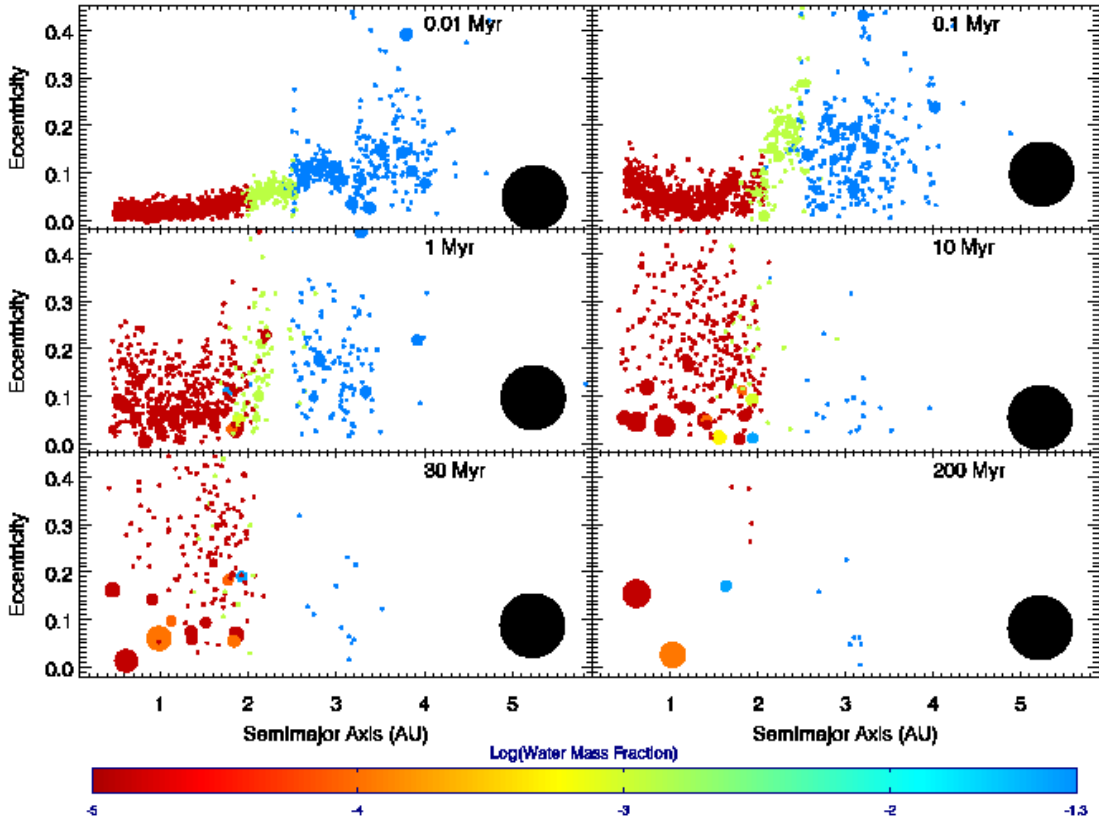 0.01 Myr
0.1 Myr
0.4
0.3
0.2
0.1
0.0
Eccentricity
1 Myr
10 Myr
0.4
0.3
0.2
0.1
0.0
Eccentricity
30 Myr
200 Myr
0.4
0.3
0.2
0.1
0.0
Eccentricity
1 2 3 4 5 1 2 3 4 5
Semimajor Axis (AU) Semimajor Axis (AU)
Log(Water Mass Fraction)
-5 -4 -3 -2 -1.3